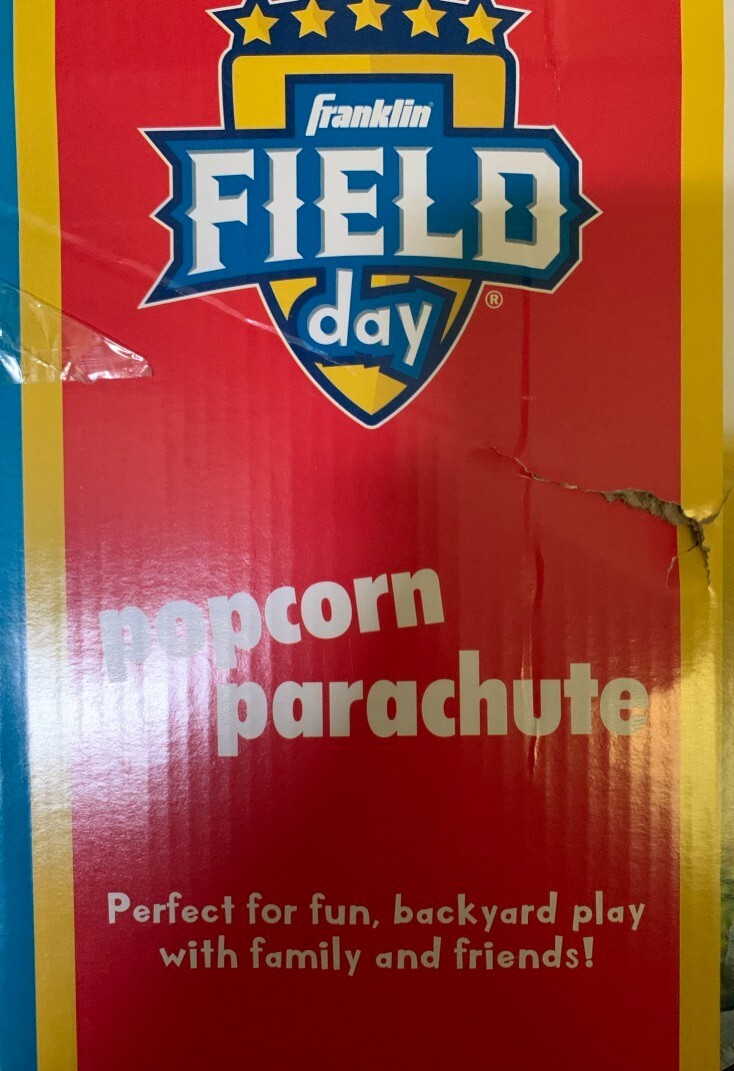 franklin
FIELD
day
®
popcorn
parachute
Perfect for fun, backyard play
with family and friends!